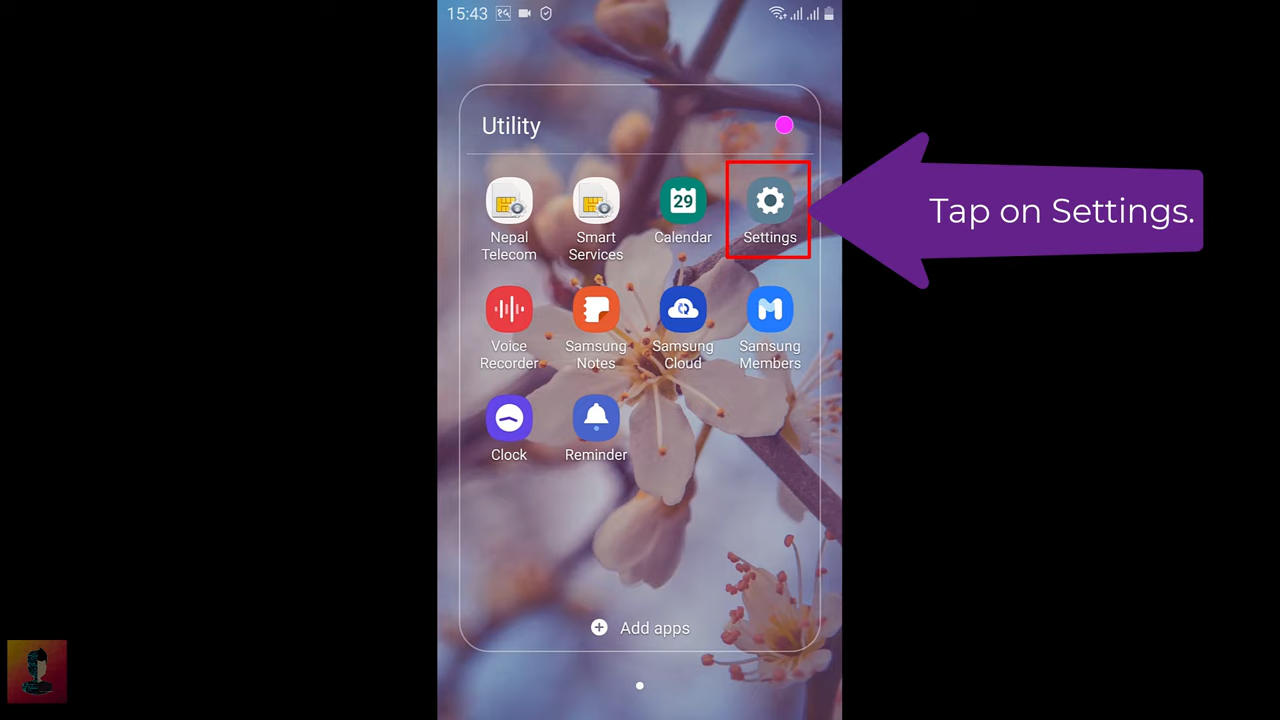 15:43
Utility
Nepal
Telecom
Smart
Services
29
Calendar
Settings
Tap on Settings.
Voice
Recorder
Samsung
Notes
Samsung
Cloud
Samsung
Members
Clock
Reminder
Add apps